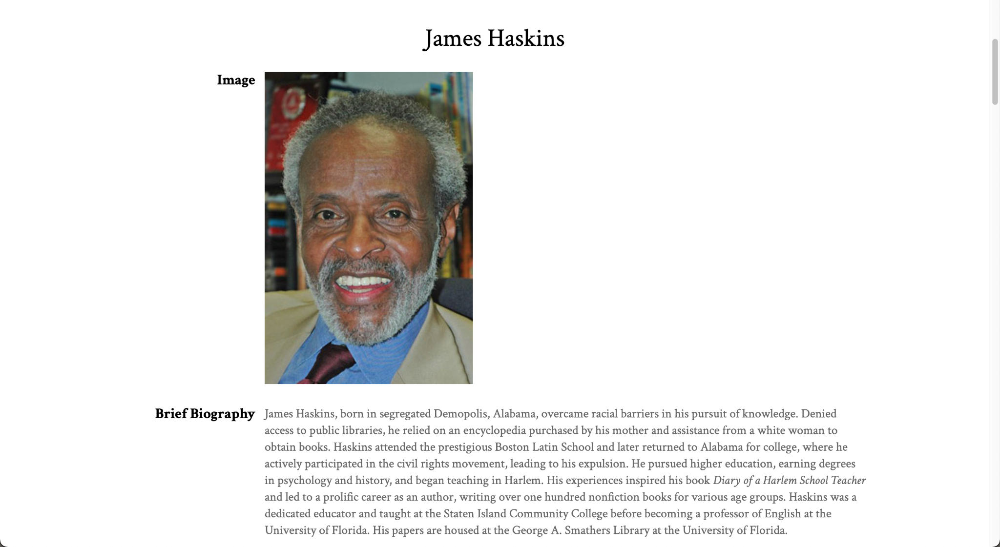 James Haskins
Image
Brief Biography
James Haskins, born in segregated Demopolis, Alabama, overcame racial barriers in his pursuit of knowledge. Denied
access to public libraries, he relied on an encyclopedia purchased by his mother and assistance from a white woman to
obtain books. Haskins attended the prestigious Boston Latin School and later returned to Alabama for college, where he
actively participated in the civil rights movement, leading to his expulsion. He pursued higher education, earning degrees
in psychology and history, and began teaching in Harlem. His experiences inspired his book Diary of a Harlem School Teacher
and led to a prolific career as an author, writing over one hundred nonfiction books for various age groups. Haskins was a
dedicated educator and taught at the Staten Island Community College before becoming a professor of English at the
University of Florida. His papers are housed at the George A. Smathers Library at the University of Florida.